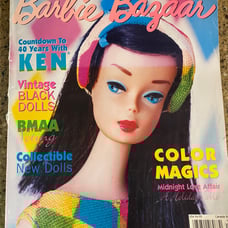 Barbie Bazaar
Countdown To
40 Years With
KEN
Vintage
BLACK
DOLLS
BMAA
Collectible
New Dolls
COLOR
MAGICS
Midnight
Affair